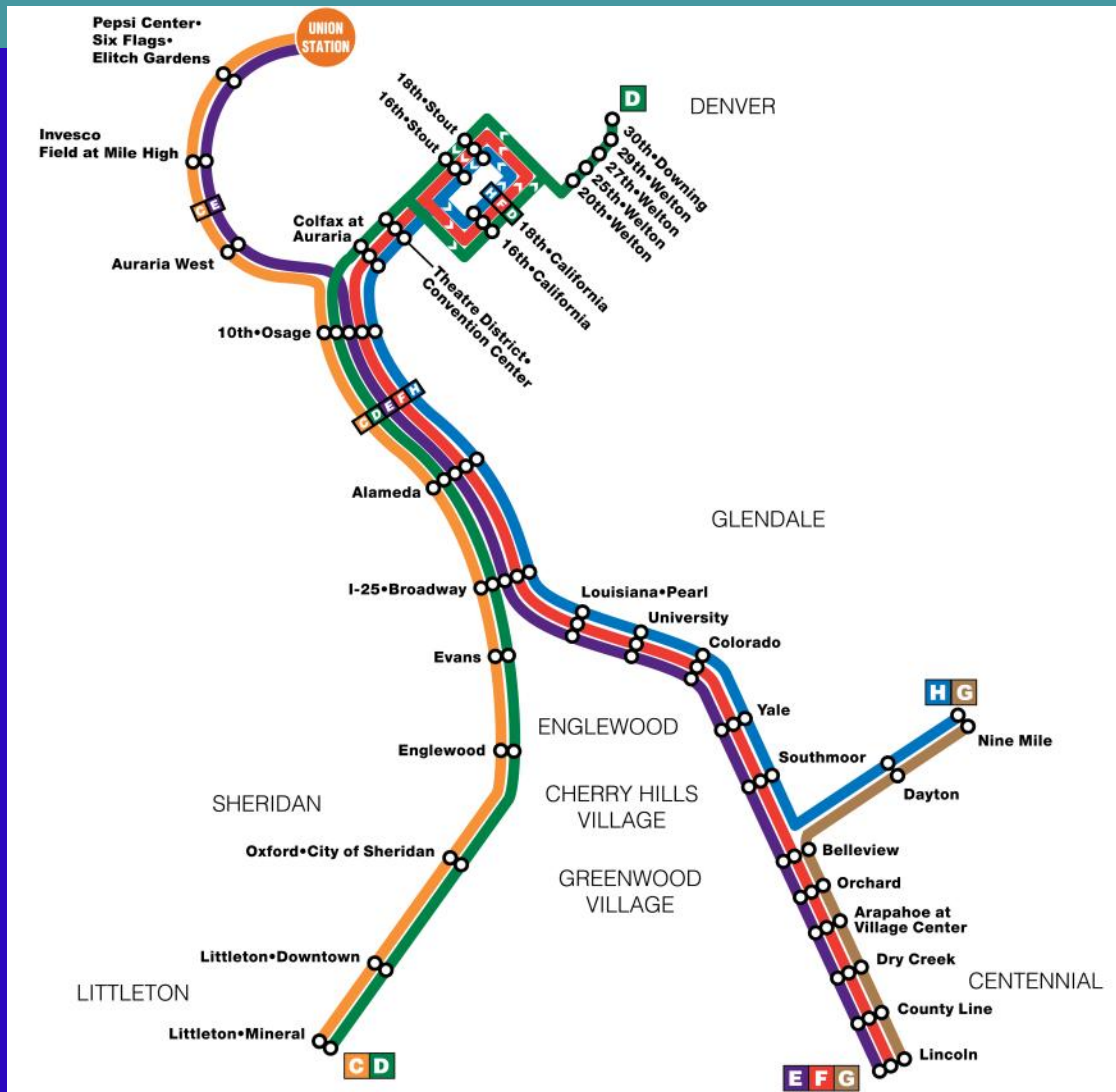 Pepsi Center•
Six Flags•
Elitch Gardens
UNION
STATION
Invesco
Field at Mile High
C E
Auraria West
18th•Stout
16th•Stout
D
DENVER
30th•Downing
29th•Welton
27th•Welton
25th•Welton
20th•Welton
H F D
18th•California
16th•California
Colfax at
Auraria
Theatre District•
Convention Center
10th•Osage
C D E F H
Alameda
GLENDALE
I-25•Broadway
Louisiana•Pearl
University
Colorado
Evans
Yale
H G
Nine Mile
ENGLEWOOD
Englewood
Southmoor
Dayton
SHERIDAN
CHERRY HILLS
VILLAGE
Oxford•City of Sheridan
Belleview
GREENWOOD
VILLAGE
Orchard
Arapahoe at
Village Center
Littleton•Downtown
Dry Creek
CENTENNIAL
LITTLETON
County Line
Littleton•Mineral
Lincoln
C D
E F G